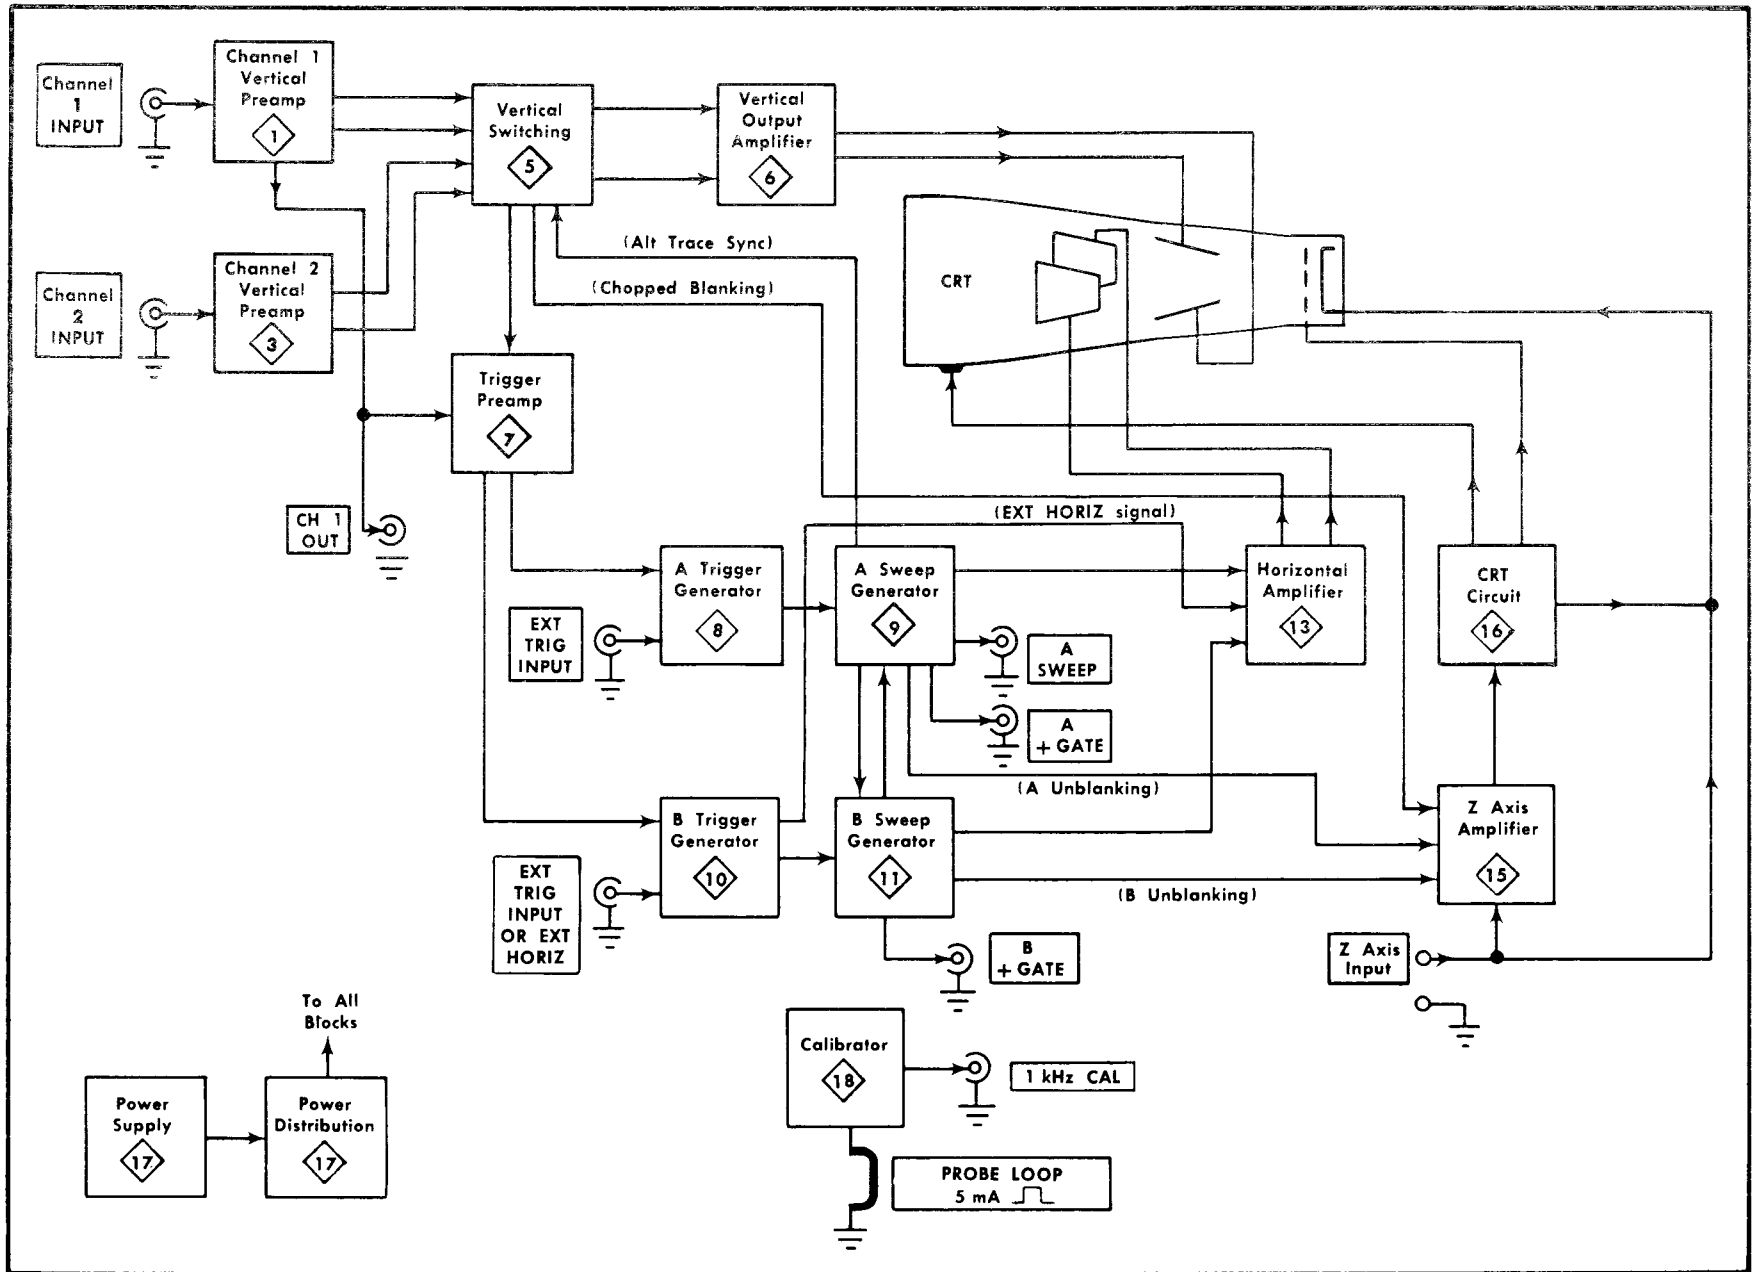 Channel
1
INPUT
Channel 1
Vertical
Preamp
1
Vertical
Switching
5
Vertical
Output
Amplifier
6
Channel
2
INPUT
Channel 2
Vertical
Preamp
3
(Alt Trace Sync)
(Chopped Blanking)
CRT
Trigger
Preamp
7
CH 1
OUT
(EXT HORIZ signal)
A Trigger
Generator
8
A Sweep
Generator
9
Horizontal
Amplifier
13
CRT
Circuit
16
EXT
TRIG
INPUT
A
SWEEP
A
+ GATE
(A Unblanking)
B Trigger
Generator
10
B Sweep
Generator
11
Z Axis
Amplifier
15
EXT
TRIG
INPUT
OR EXT
HORIZ
(B Unblanking)
B
+ GATE
Z Axis
Input
To All
Blocks
Power
Supply
17
Power
Distribution
17
Calibrator
18
1 kHz CAL
PROBE LOOP
5 mA